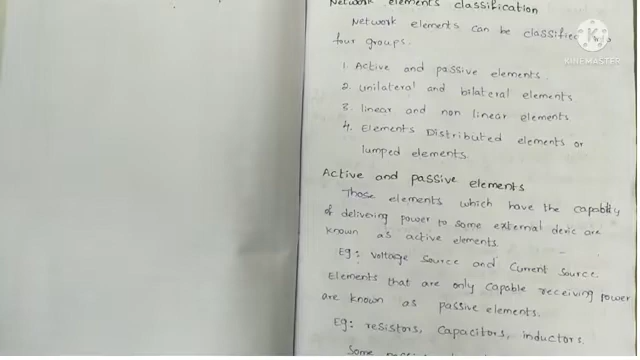 Network elements classification
Network elements can be classified
four groups.
1. Active and passive elements.
2. unilateral and bilateral elements
3. linear and non linear elements
4. Elements Distributed elements or
lumped elements
Active and passive elements
Those elements which have the capability
of delivering power to some external device are
known as active elements
Eg: voltage source and current source.
Elements that are only capable receiving power
are known as passive elements.
Eg: resistors, capacitors, inductors.
Some
KINEMASTER